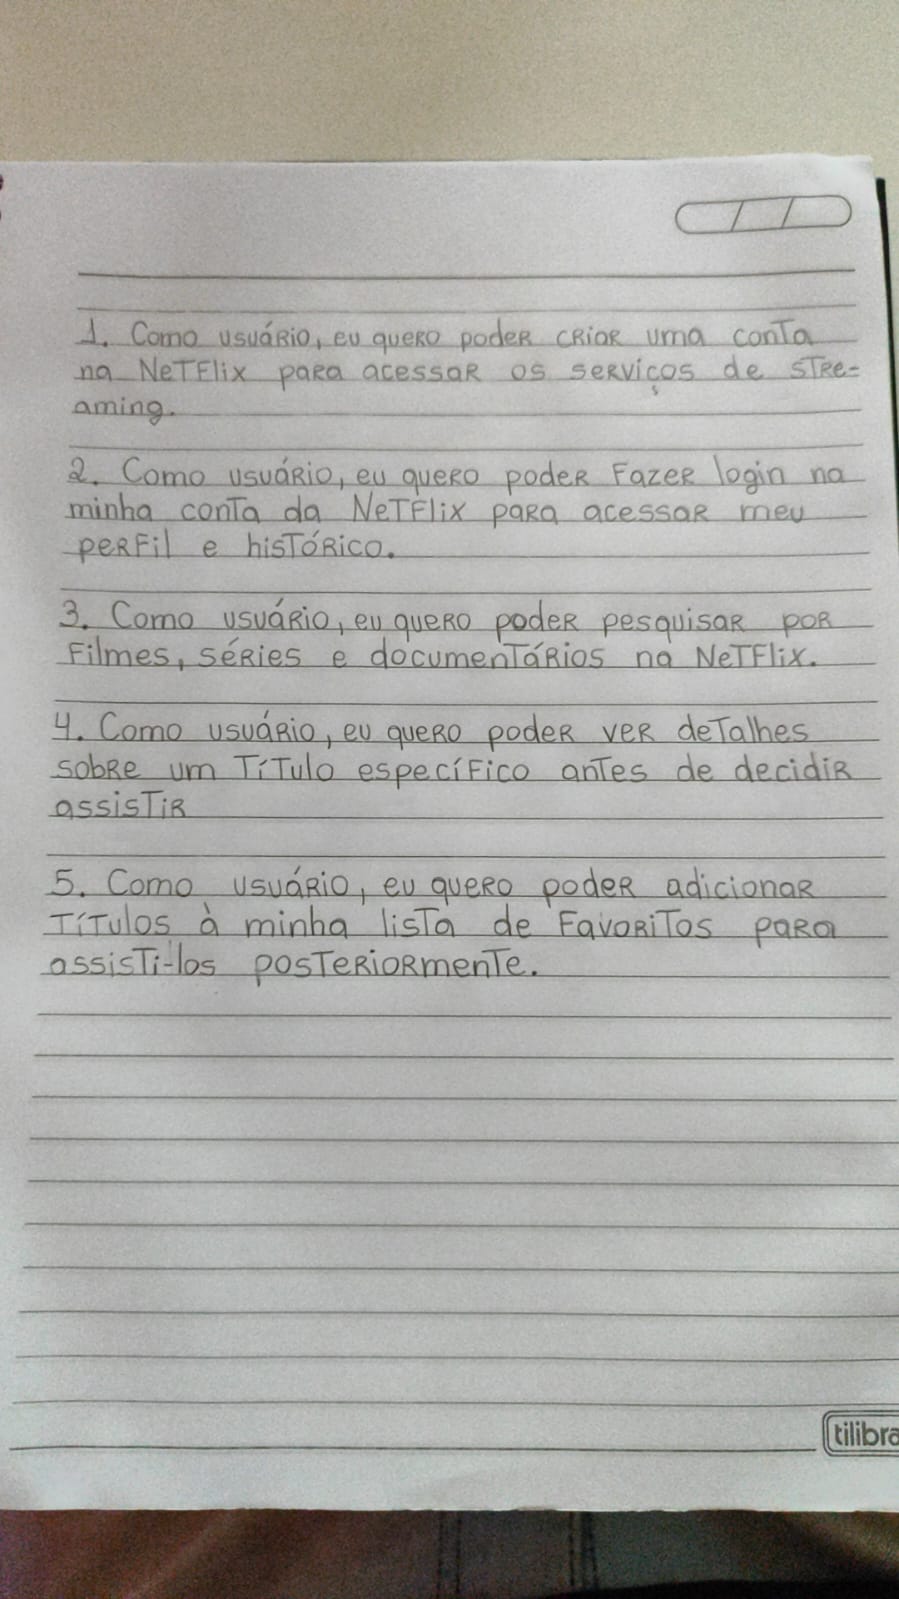 1. Como usuário, eu quero poder criar uma conta
na Netflix para acessar os serviços de stre-
aming.
2. Como usuário, eu quero poder fazer login na
minha conta da Netflix para acessar meu
perfil e histórico.
3. Como usuário, eu quero poder pesquisar por
filmes, séries e documentários na Netflix.
4. Como usuário, eu quero poder ver detalhes
sobre um título específico antes de decidir
assistir
5. Como usuário, eu quero poder adicionar
títulos à minha lista de favoritos para
assisti-los posteriormente.
tilibra